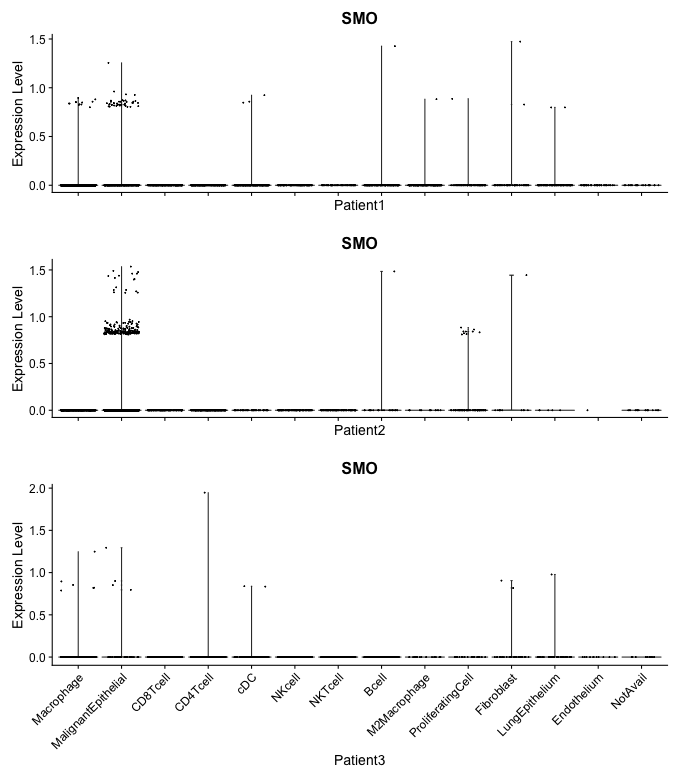 SMO
1.5
1.0
0.5
0.0
Expression Level
Patient1
SMO
1.5
1.0
0.5
0.0
Expression Level
Patient2
SMO
2.0
1.5
1.0
0.5
0.0
Expression Level
Macrophage
MalignantEpithelial
CD8Tcell
CD4Tcell
cDC
NKcell
NKTcell
Bcell
M2Macrophage
ProliferatingCell
Fibroblast
LungEpithelium
Endothelium
NotAvail
Patient3